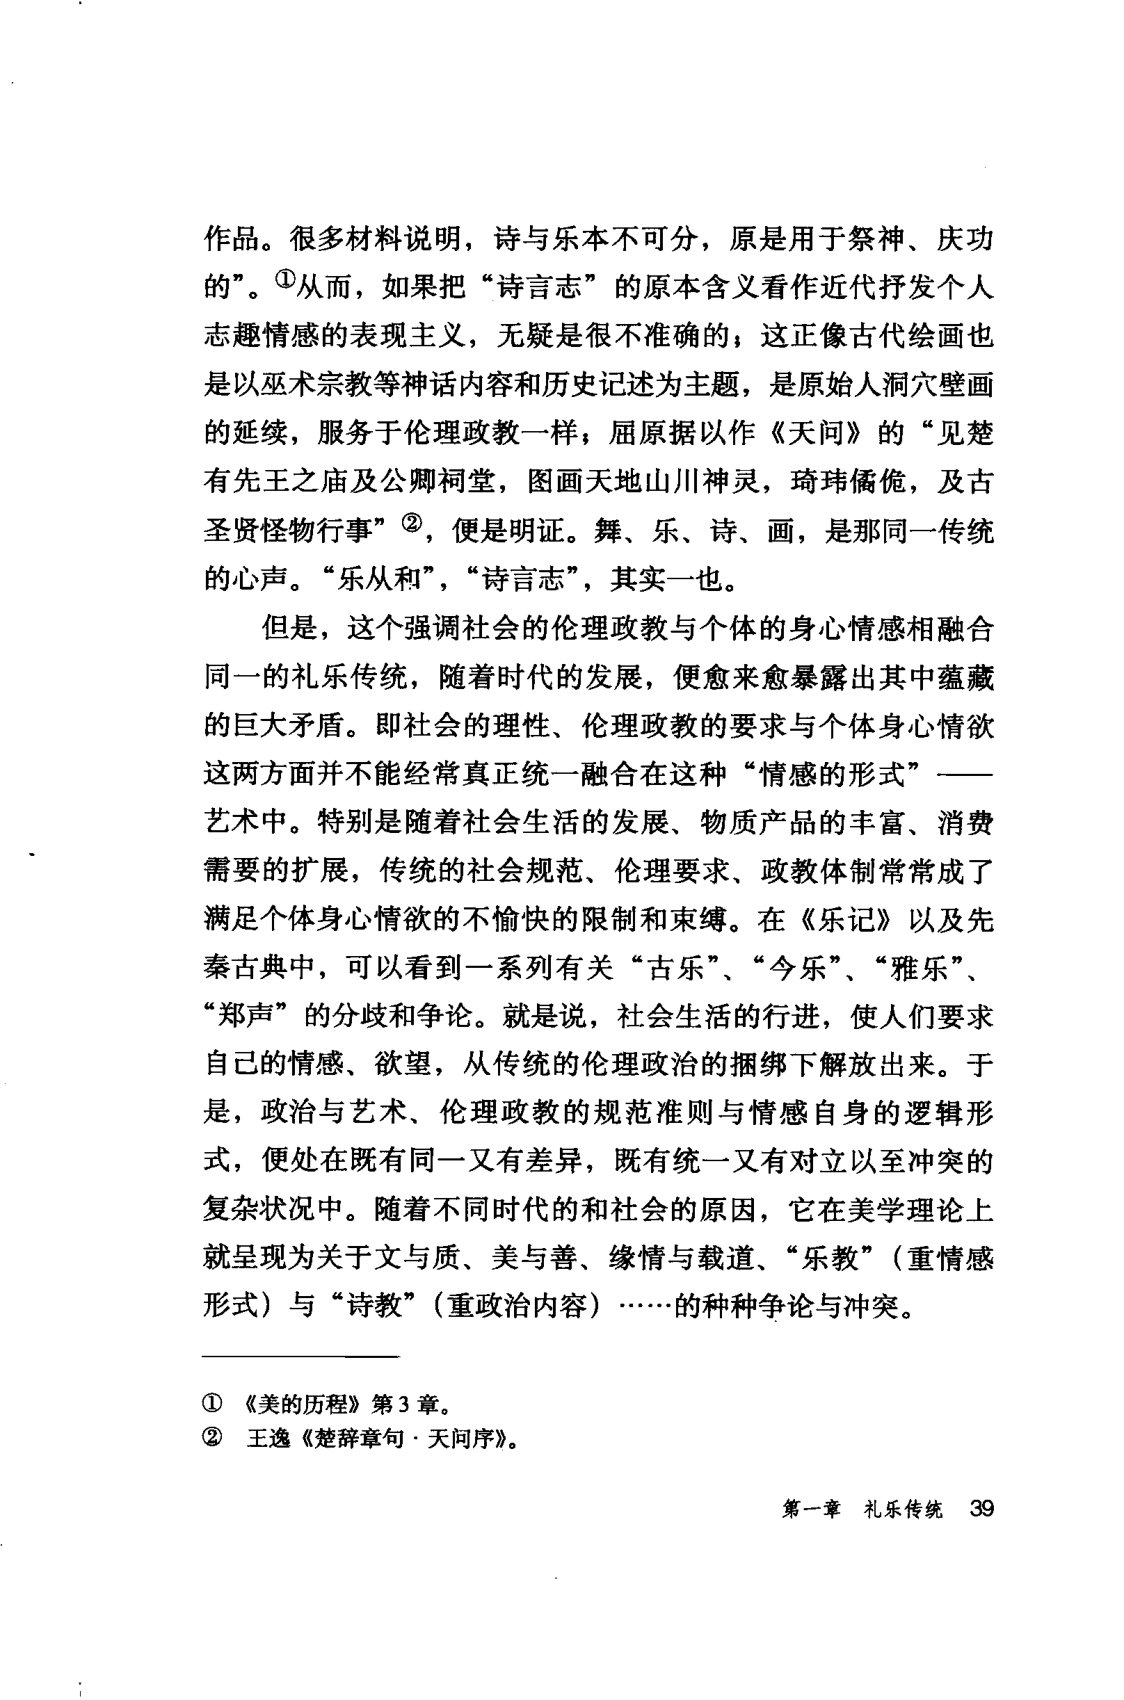 作品。很多材料说明，诗与乐本不可分，原是用于祭神、庆功
的”。①从而，如果把“诗言志”的原本含义看作近代抒发个人
志趣情感的表现主义，无疑是很不准确的；这正像古代绘画也
是以巫术宗教等神话内容和历史记述为主题，是原始人洞穴壁画
的延续，服务于伦理政教一样；屈原据以作《天问》的“见楚
有先王之庙及公卿祠堂，图画天地山川神灵，琦玮僪佹，及古
圣贤怪物行事”②，便是明证。舞、乐、诗、画，是那同一传统
的心声。“乐从和”，“诗言志”，其实一也。
但是，这个强调社会的伦理政教与个体的身心情感相融合
同一的礼乐传统，随着时代的发展，便愈来愈暴露出其中蕴藏
的巨大矛盾。即社会的理性、伦理政教的要求与个体身心情欲
这两方面并不能经常真正统一融合在这种“情感的形式”——
艺术中。特别是随着社会生活的发展、物质产品的丰富、消费
需要的扩展，传统的社会规范、伦理要求、政教体制常常成了
满足个体身心情欲的不愉快的限制和束缚。在《乐记》以及先
秦古典中，可以看到一系列有关“古乐”、“今乐”、“雅乐”、
“郑声”的分歧和争论。就是说，社会生活的行进，使人们要求
自己的情感、欲望，从传统的伦理政治的捆绑下解放出来。于
是，政治与艺术、伦理政教的规范准则与情感自身的逻辑形
式，便处在既有同一又有差异，既有统一又有对立以至冲突的
复杂状况中。随着不同时代的和社会的原因，它在美学理论上
就呈现为关于文与质、美与善、缘情与载道、“乐教”（重情感
形式）与“诗教”（重政治内容）……的种种争论与冲突。
① 《美的历程》第3章。
② 王逸《楚辞章句·天问序》。
第一章 礼乐传统 39